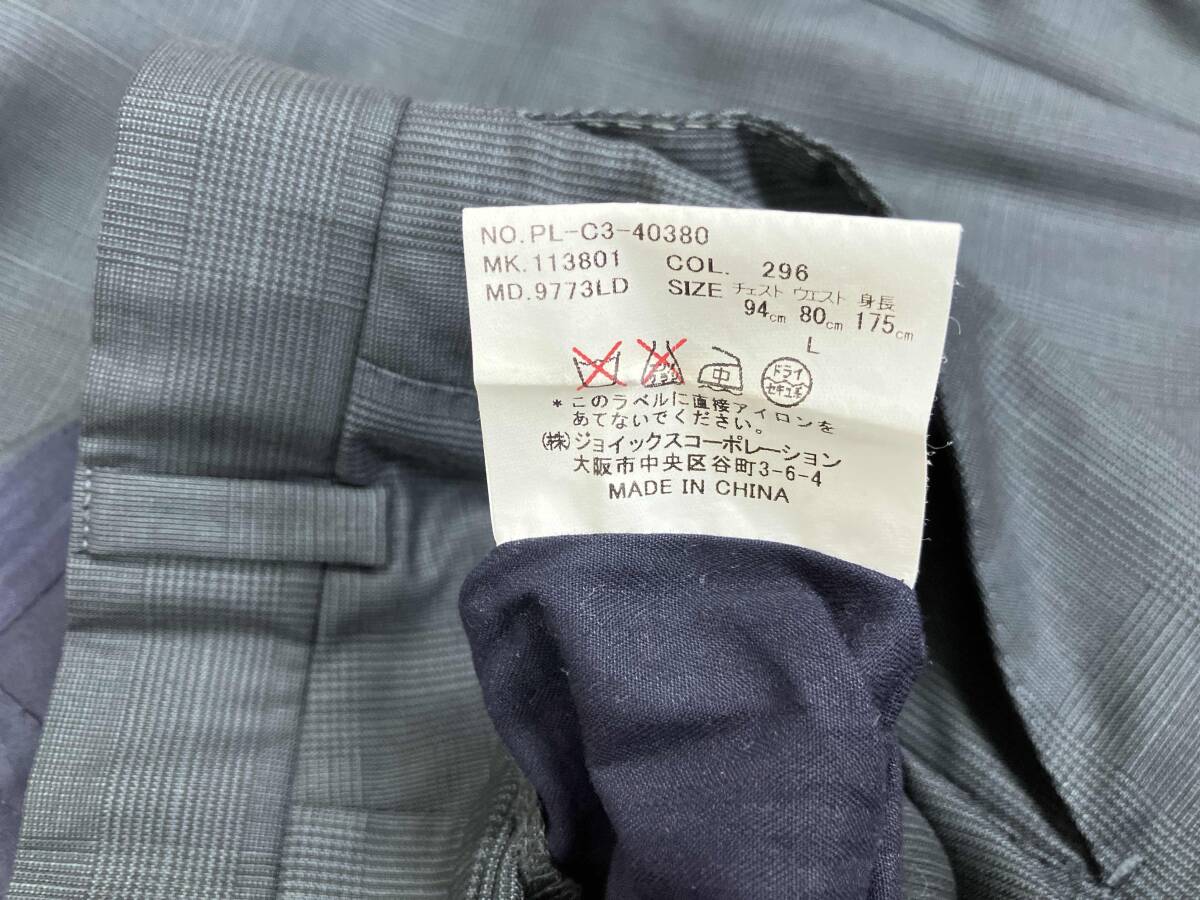 NO. PL-C3-40380
MK. 113801 COL. 296
MD. 9773LD SIZE チェスト ウエスト 身長
94cm 80cm 175cm
L
中
ドライ
セキユ系
*このラベルに直接アイロンを
あてないでください。
(株)ジョイックスコーポレーション
大阪市中央区谷町3-6-4
MADE IN CHINA